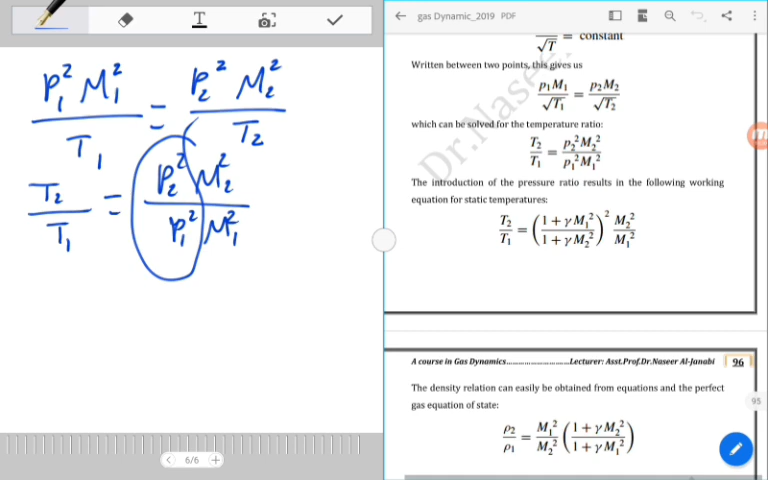 T
p₁² M₁² / T₁ = p₂² M₂² / T₂
T₂ / T₁ = p₂² M₂² / p₁² M₁²
6/6
gas Dynamic_2019 PDF
√T = constant
Written between two points, this gives us
p₁M₁ / √T₁ = p₂M₂ / √T₂
which can be solved for the temperature ratio:
T₂ / T₁ = p₂²M₂² / p₁²M₁²
The introduction of the pressure ratio results in the following working
equation for static temperatures:
T₂ / T₁ = ( 1 + γM₁² / 1 + γM₂² )² M₂² / M₁²
Dr.Nasee
A course in Gas Dynamics……………………Lecturer: Asst.Prof.Dr.Naseer Al-Janabi 96
The density relation can easily be obtained from equations and the perfect
gas equation of state:
95
ρ₂ / ρ₁ = M₁² / M₂² ( 1 + γM₂² / 1 + γM₁² )